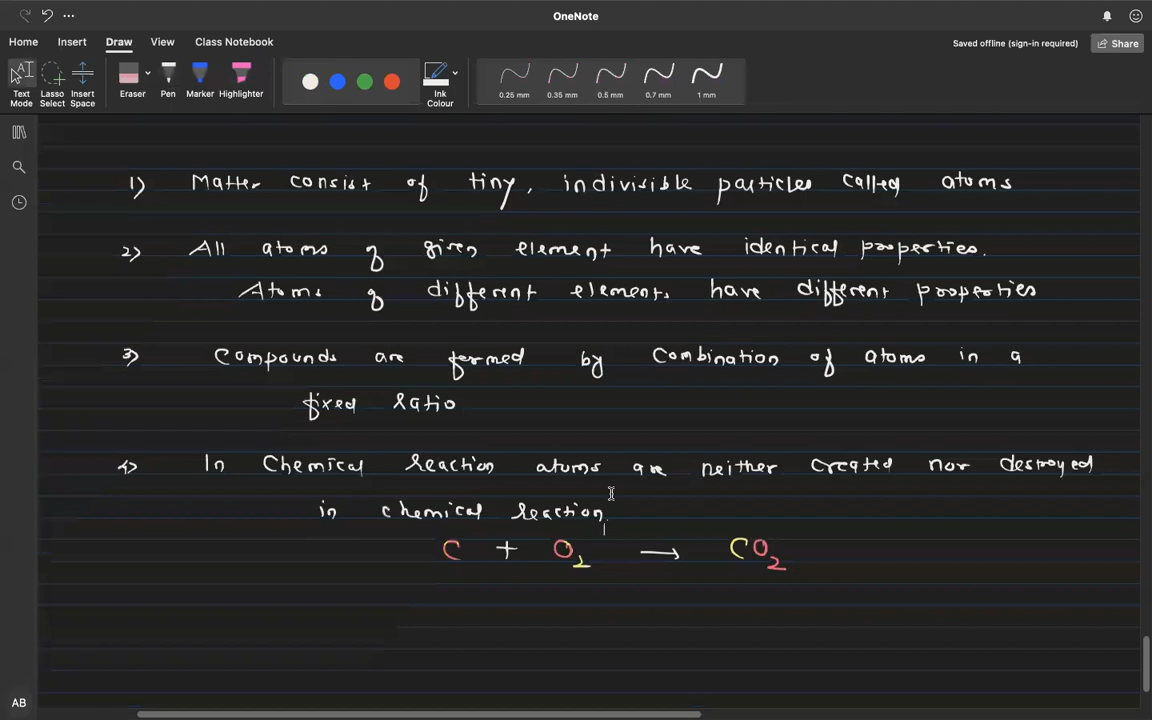 OneNote
Home Insert Draw View Class Notebook
Saved offline (sign-in required) Share
Text Mode
Lasso Select
Insert Space
Eraser
Pen
Marker
Highlighter
Ink Colour
0.25 mm 0.35 mm 0.5 mm 0.7 mm 1 mm
1) Matter consist of tiny, indivisible particles called atoms
2) All atoms of given element have identical properties.
Atoms of different elements have different properties
3) Compounds are formed by combination of atoms in a
fixed ratio
4) In Chemical reaction atoms are neither created nor destroyed
in chemical reaction.
C + O₂ → CO₂
AB